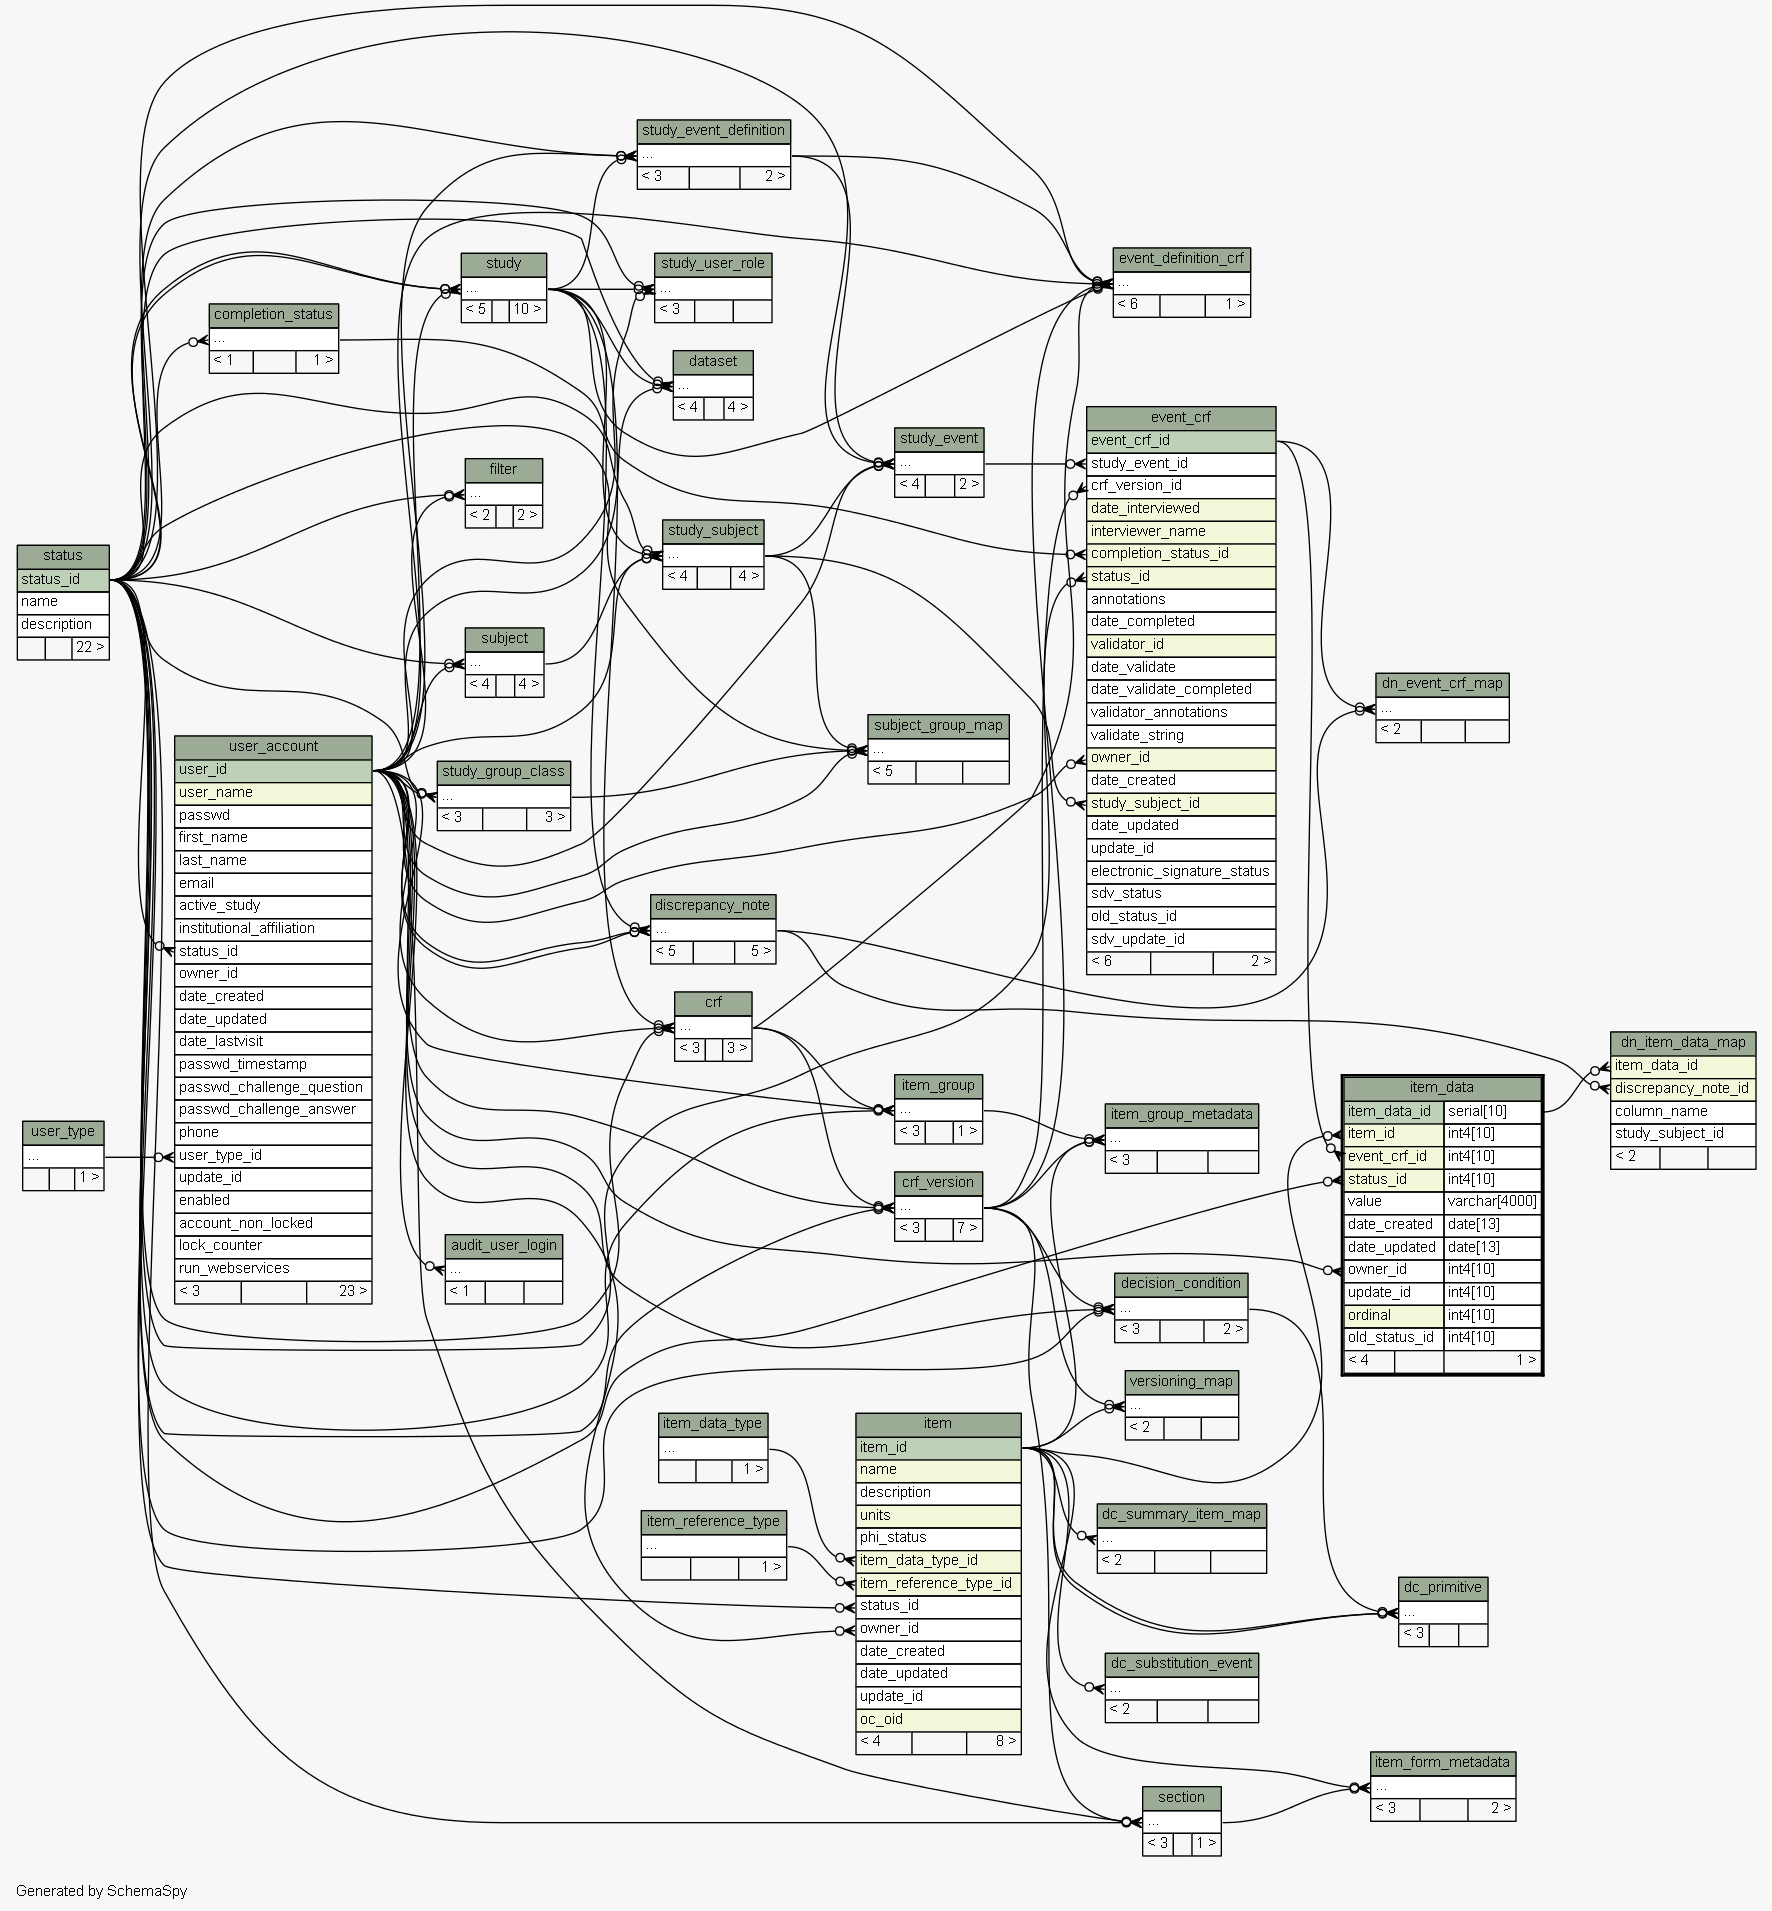 study_event_definition
...
< 3 2 >
study
...
< 5 10 >
study_user_role
...
< 3
event_definition_crf
...
< 6 1 >
completion_status
...
< 1 1 >
dataset
...
< 4 4 >
event_crf
event_crf_id
study_event_id
crf_version_id
date_interviewed
interviewer_name
completion_status_id
status_id
annotations
date_completed
validator_id
date_validate
date_validate_completed
validator_annotations
validate_string
owner_id
date_created
study_subject_id
date_updated
update_id
electronic_signature_status
sdv_status
old_status_id
sdv_update_id
< 6 2 >
study_event
...
< 4 2 >
filter
...
< 2 2 >
study_subject
...
< 4 4 >
status
status_id
name
description
22 >
subject
...
< 4 4 >
dn_event_crf_map
...
< 2
subject_group_map
...
< 5
user_account
user_id
user_name
passwd
first_name
last_name
email
active_study
institutional_affiliation
status_id
owner_id
date_created
date_updated
date_lastvisit
passwd_timestamp
passwd_challenge_question
passwd_challenge_answer
phone
user_type_id
update_id
enabled
account_non_locked
lock_counter
run_webservices
< 3 23 >
study_group_class
...
< 3 3 >
discrepancy_note
...
< 5 5 >
crf
...
< 3 3 >
dn_item_data_map
item_data_id
discrepancy_note_id
column_name
study_subject_id
< 2
item_group
...
< 3 1 >
item_data
item_data_id serial[10]
item_id int4[10]
event_crf_id int4[10]
status_id int4[10]
value varchar[4000]
date_created date[13]
date_updated date[13]
owner_id int4[10]
update_id int4[10]
ordinal int4[10]
old_status_id int4[10]
< 4 1 >
item_group_metadata
...
< 3
user_type
...
1 >
crf_version
...
< 3 7 >
audit_user_login
...
< 1
decision_condition
...
< 3 2 >
versioning_map
...
< 2
item_data_type
...
1 >
item
item_id
name
description
units
phi_status
item_data_type_id
item_reference_type_id
status_id
owner_id
date_created
date_updated
update_id
oc_oid
< 4 8 >
item_reference_type
...
1 >
dc_summary_item_map
...
< 2
dc_primitive
...
< 3
dc_substitution_event
...
< 2
item_form_metadata
...
< 3 2 >
section
...
< 3 1 >
Generated by SchemaSpy